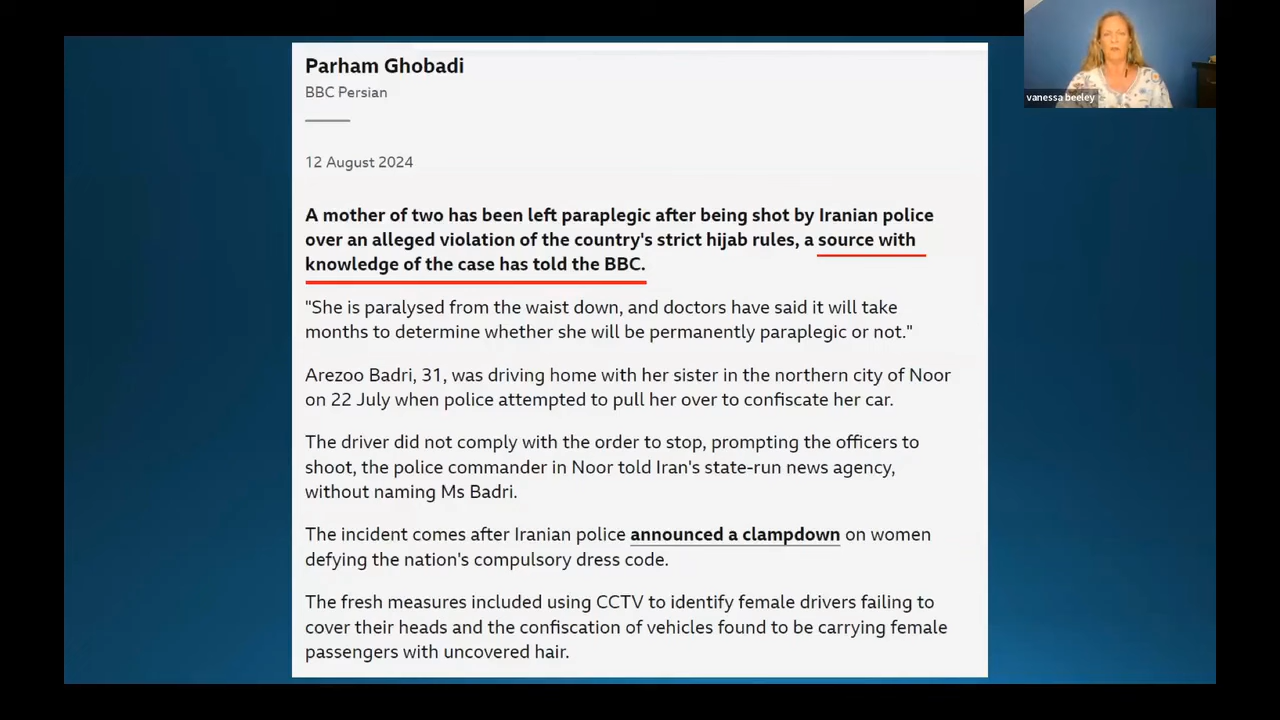 vanessa beeley
Parham Ghobadi
BBC Persian
12 August 2024
A mother of two has been left paraplegic after being shot by Iranian police
over an alleged violation of the country's strict hijab rules, a source with
knowledge of the case has told the BBC.
"She is paralysed from the waist down, and doctors have said it will take
months to determine whether she will be permanently paraplegic or not."
Arezoo Badri, 31, was driving home with her sister in the northern city of Noor
on 22 July when police attempted to pull her over to confiscate her car.
The driver did not comply with the order to stop, prompting the officers to
shoot, the police commander in Noor told Iran's state-run news agency,
without naming Ms Badri.
The incident comes after Iranian police announced a clampdown on women
defying the nation's compulsory dress code.
The fresh measures included using CCTV to identify female drivers failing to
cover their heads and the confiscation of vehicles found to be carrying female
passengers with uncovered hair.